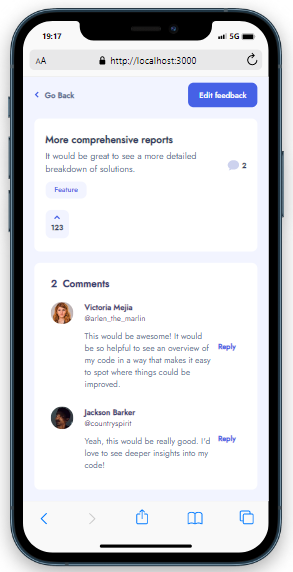 19:17
5G
AA
http://localhost:3000
Go Back
Edit feedback
More comprehensive reports
It would be great to see a more detailed
breakdown of solutions.
2
Feature
123
2 Comments
Victoria Mejia
@arlen_the_marlin
This would be awesome! It would
be so helpful to see an overview of
my code in a way that makes it easy
to spot where things could be
improved.
Reply
Jackson Barker
@countryspirit
Yeah, this would be really good. I'd
love to see deeper insights into my
code!
Reply